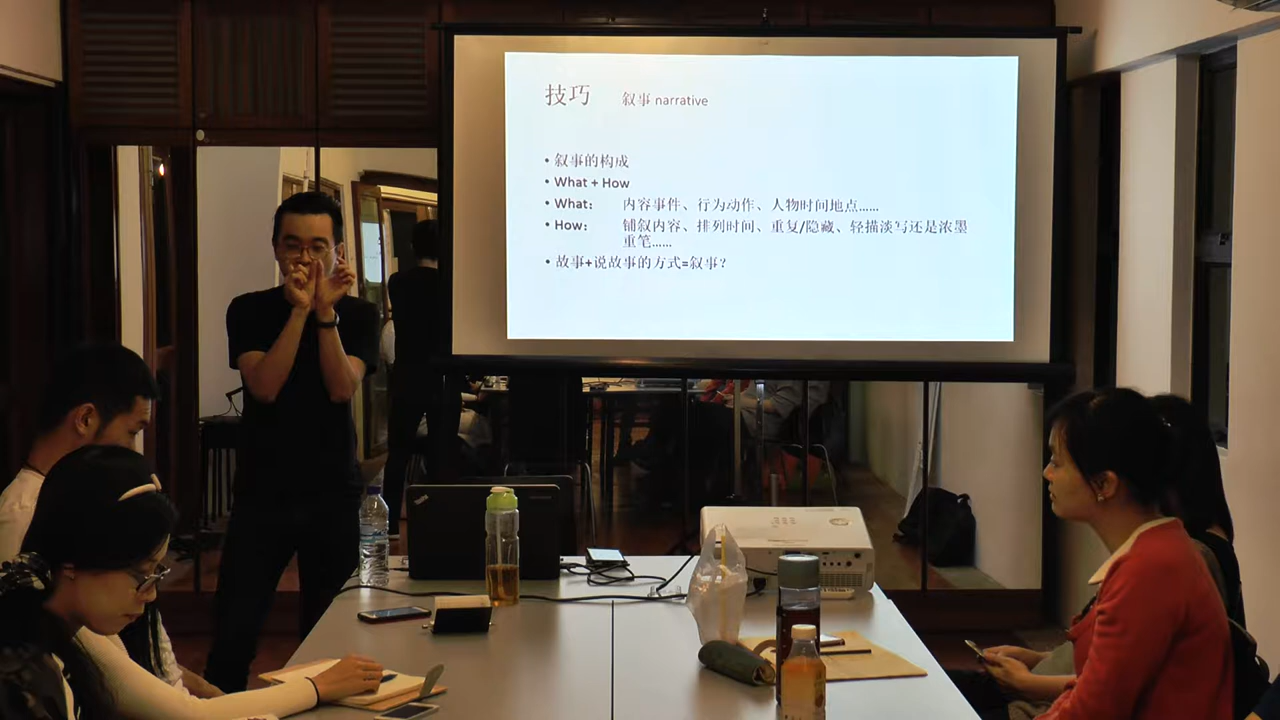 技巧 叙事 narrative
• 叙事的构成
• What + How
• What： 内容事件、行为动作、人物时间地点……
• How： 铺叙内容、排列时间、重复/隐藏、轻描淡写还是浓墨
重笔……
• 故事+说故事的方式=叙事？